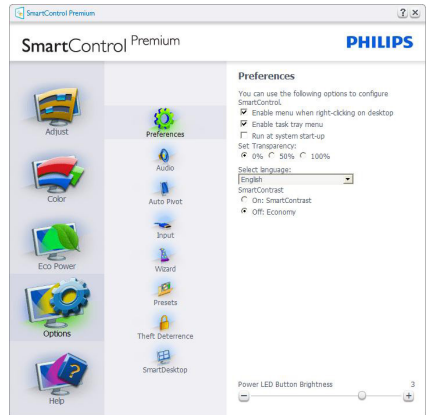 SmartControl Premium
? ×
SmartControl Premium
PHILIPS
Adjust
Color
Eco Power
Options
Help
Preferences
Audio
Auto Pivot
Input
Wizard
Presets
Theft Deterrence
SmartDesktop
Preferences
You can use the following options to configure
SmartControl.
Enable menu when right-clicking on desktop
Enable task tray menu
Run at system start-up
Set Transparency:
0% 50% 100%
Select language:
English
SmartContrast
On: SmartContrast
Off: Economy
Power LED Button Brightness 3